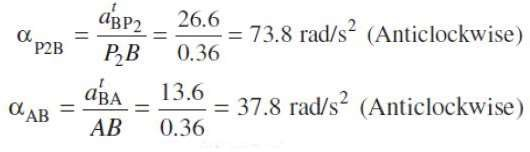 α_P2B = a^t_BP2 / P₂B = 26.6 / 0.36 = 73.8 rad/s² (Anticlockwise)
α_AB = a^t_BA / AB = 13.6 / 0.36 = 37.8 rad/s² (Anticlockwise)